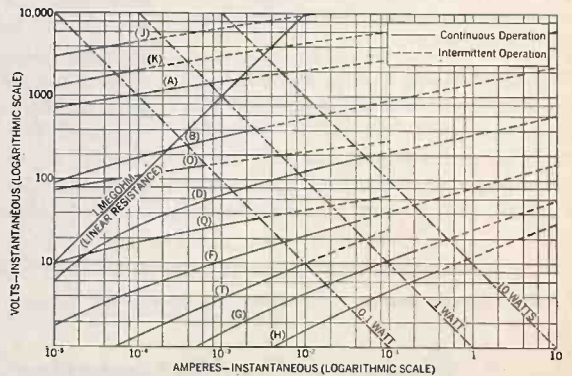 10,000
1000
100
10
1
VOLTS—INSTANTANEOUS (LOGARITHMIC SCALE)
Continuous Operation
Intermittent Operation
(J)
(K)
(A)
(B)
(O)
(D)
(Q)
(F)
(T)
(G)
(H)
1 MEGOHM
(LINEAR RESISTANCE)
0.1 WATT
1 WATT
10 WATTS
10⁻⁵
10⁻⁴
10⁻³
10⁻²
10⁻¹
1
10
AMPERES—INSTANTANEOUS (LOGARITHMIC SCALE)